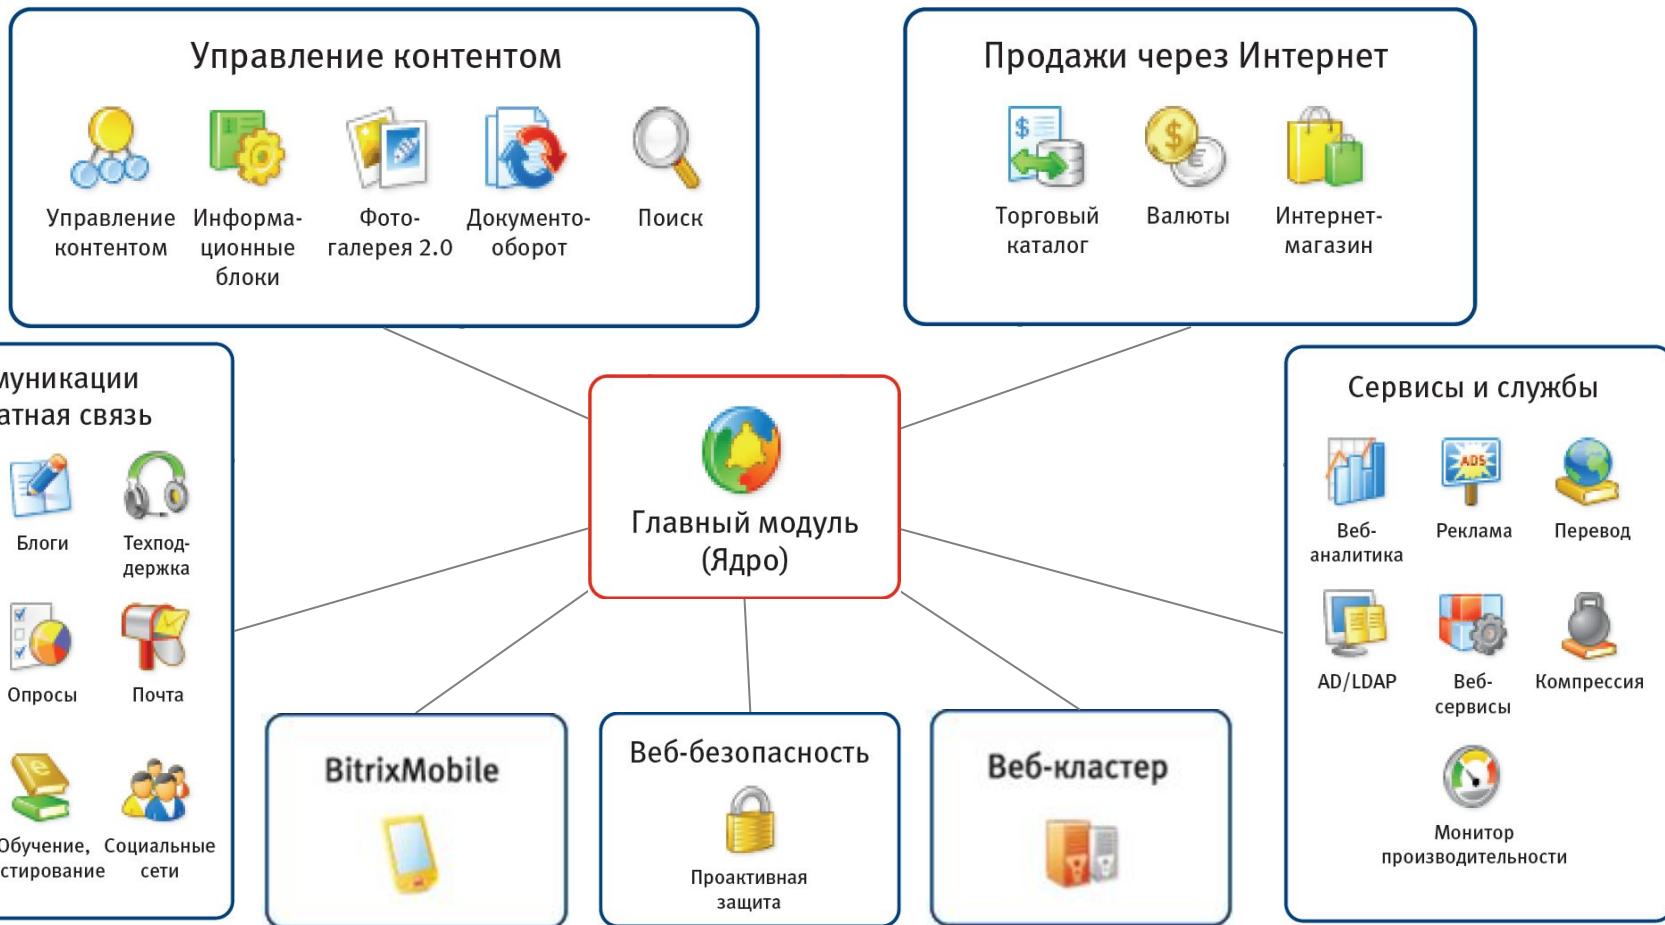 Управление контентом
Управление
контентом
Информа-
ционные
блоки
Фото-
галерея 2.0
Документо-
оборот
Поиск
Продажи через Интернет
$
Торговый
каталог
$
€
Валюты
Интернет-
магазин
муникации
атная связь
Блоги
Техпод-
держка
Опросы
Почта
Обучение,
стирование
Социальные
сети
Главный модуль
(Ядро)
Сервисы и службы
Веб-
аналитика
ADS
Реклама
Перевод
AD/LDAP
Веб-
сервисы
Компрессия
Монитор
производительности
BitrixMobile
Веб-безопасность
Проактивная
защита
Веб-кластер